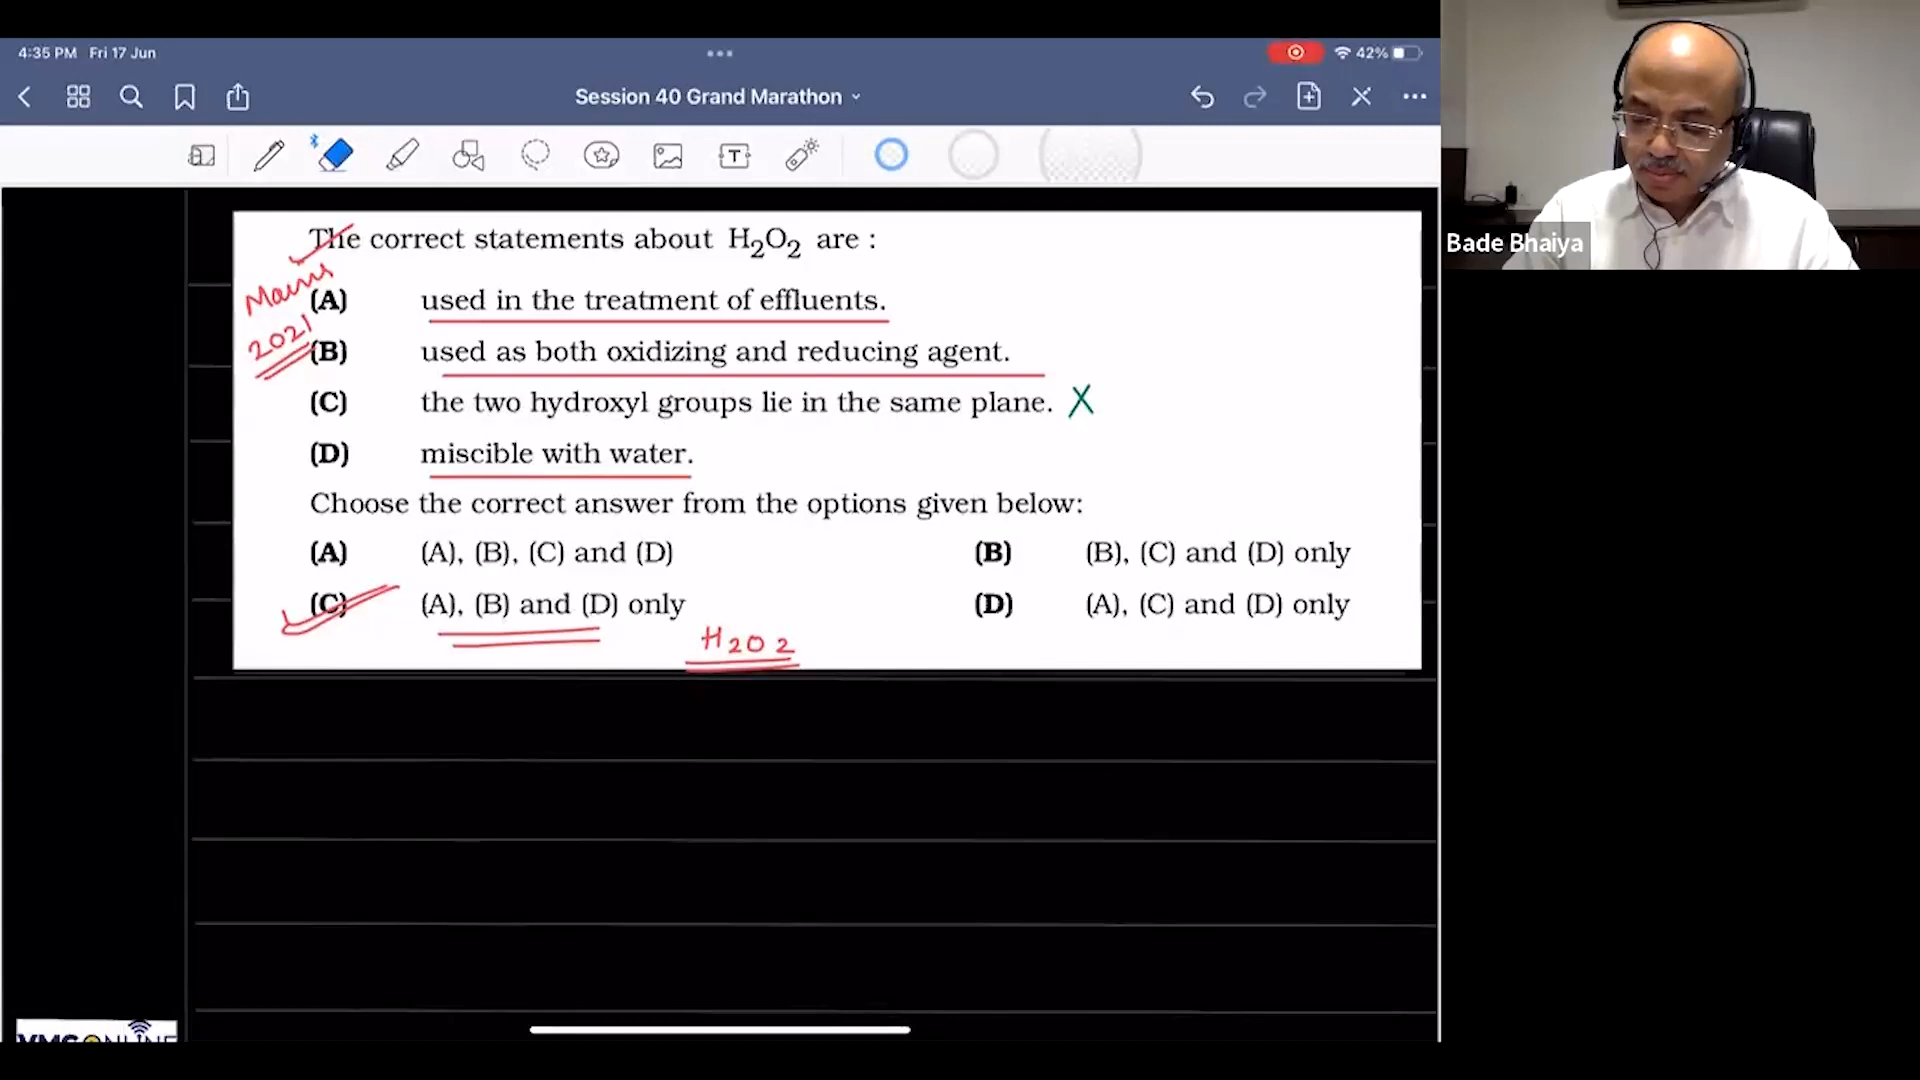 4:35 PM Fri 17 Jun
42%
Session 40 Grand Marathon
T
Bade Bhaiya
The correct statements about H₂O₂ are :
Mains
2021
(A) used in the treatment of effluents.
(B) used as both oxidizing and reducing agent.
(C) the two hydroxyl groups lie in the same plane. X
(D) miscible with water.
Choose the correct answer from the options given below:
(A) (A), (B), (C) and (D) (B) (B), (C) and (D) only
(C) (A), (B) and (D) only (D) (A), (C) and (D) only
H₂O₂
VMC ONLINE